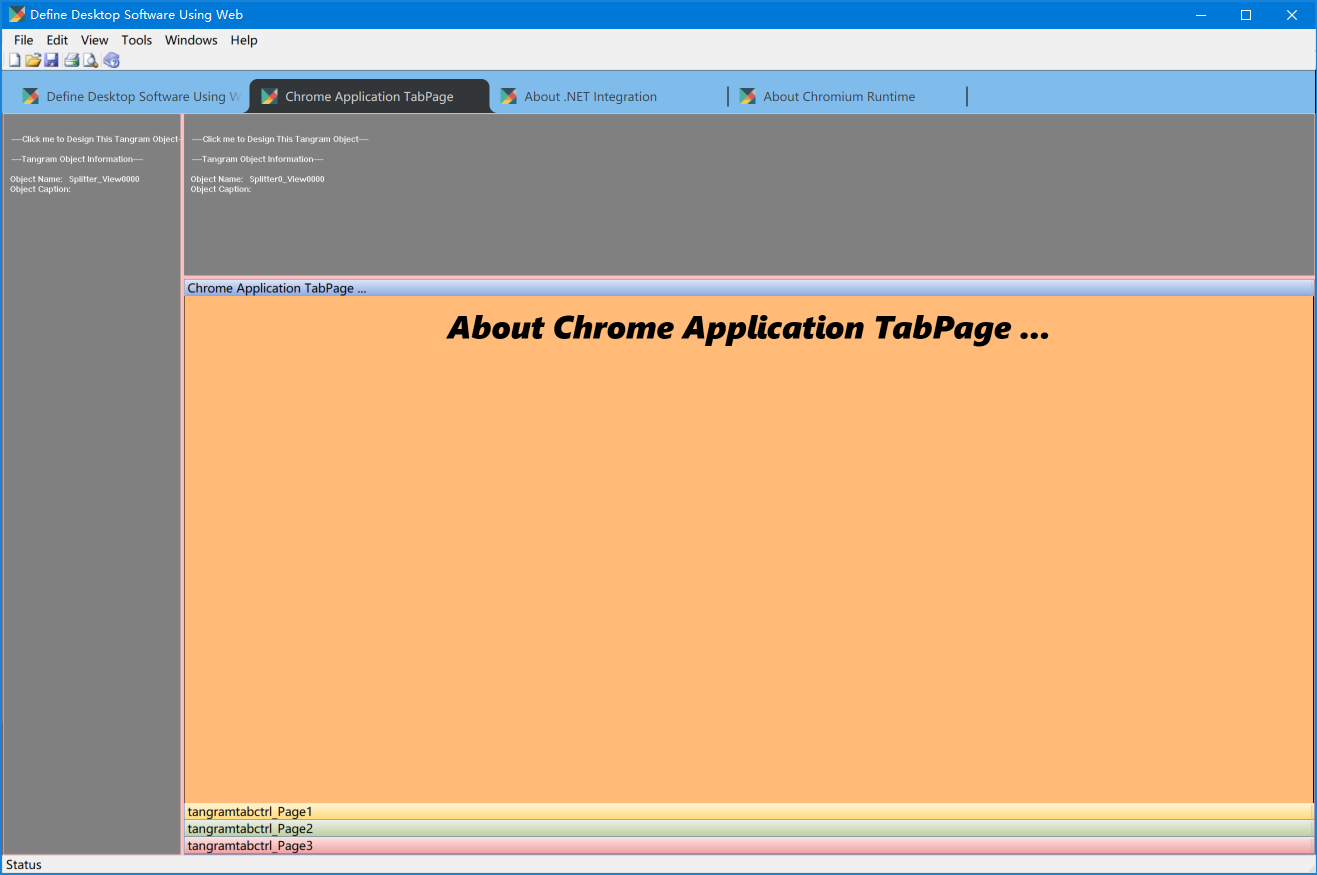 Define Desktop Software Using Web
File Edit View Tools Windows Help
Define Desktop Software Using W
Chrome Application TabPage
About .NET Integration
About Chromium Runtime
----Click me to Design This Tangram Object-
----Tangram Object Information----
Object Name: Splitter_View0000
Object Caption:
----Click me to Design This Tangram Object----
----Tangram Object Information----
Object Name: Splitter0_View0000
Object Caption:
Chrome Application TabPage ...
About Chrome Application TabPage ...
tangramtabctrl_Page1
tangramtabctrl_Page2
tangramtabctrl_Page3
Status